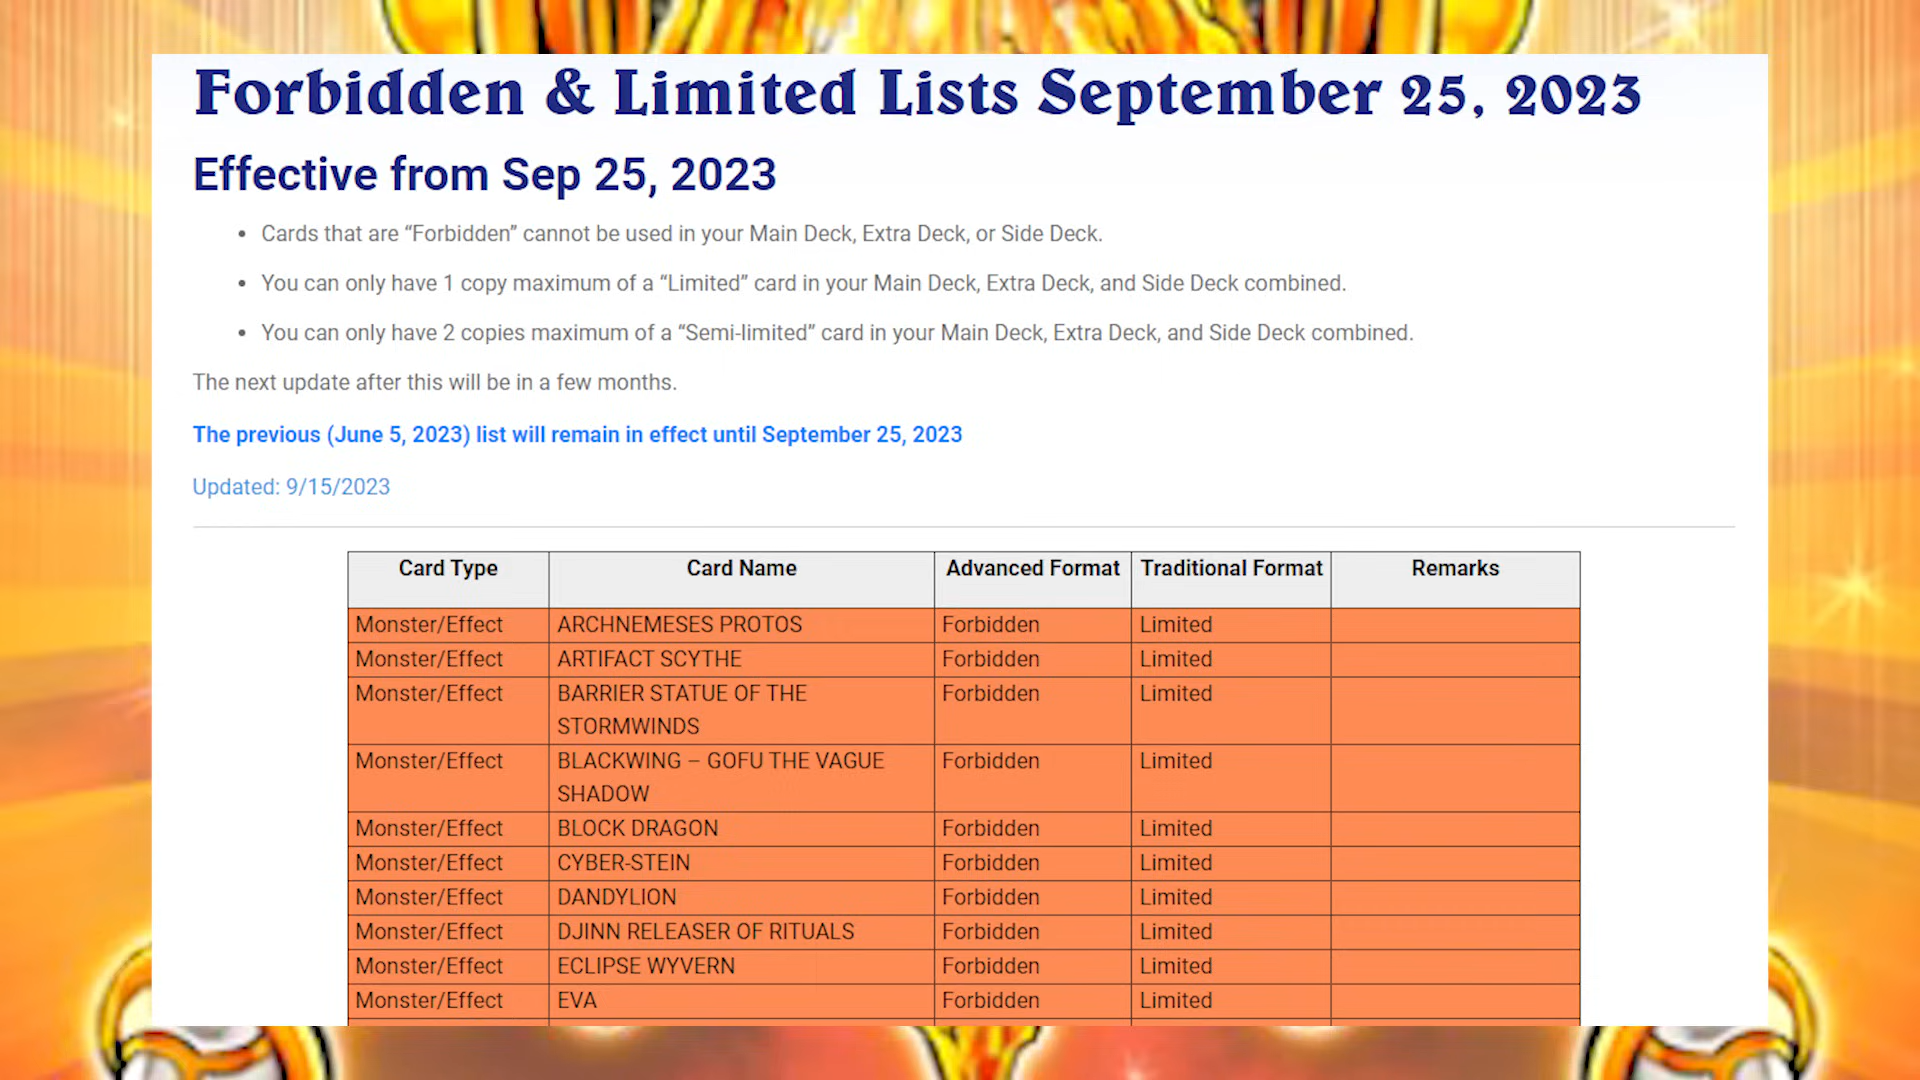 Forbidden & Limited Lists September 25, 2023
Effective from Sep 25, 2023
• Cards that are “Forbidden” cannot be used in your Main Deck, Extra Deck, or Side Deck.
• You can only have 1 copy maximum of a “Limited” card in your Main Deck, Extra Deck, and Side Deck combined.
• You can only have 2 copies maximum of a “Semi-limited” card in your Main Deck, Extra Deck, and Side Deck combined.
The next update after this will be in a few months.
The previous (June 5, 2023) list will remain in effect until September 25, 2023
Updated: 9/15/2023
Card Type Card Name Advanced Format Traditional Format Remarks
Monster/Effect ARCHNEMESES PROTOS Forbidden Limited
Monster/Effect ARTIFACT SCYTHE Forbidden Limited
Monster/Effect BARRIER STATUE OF THE Forbidden Limited
STORMWINDS
Monster/Effect BLACKWING – GOFU THE VAGUE Forbidden Limited
SHADOW
Monster/Effect BLOCK DRAGON Forbidden Limited
Monster/Effect CYBER-STEIN Forbidden Limited
Monster/Effect DANDYLION Forbidden Limited
Monster/Effect DJINN RELEASER OF RITUALS Forbidden Limited
Monster/Effect ECLIPSE WYVERN Forbidden Limited
Monster/Effect EVA Forbidden Limited